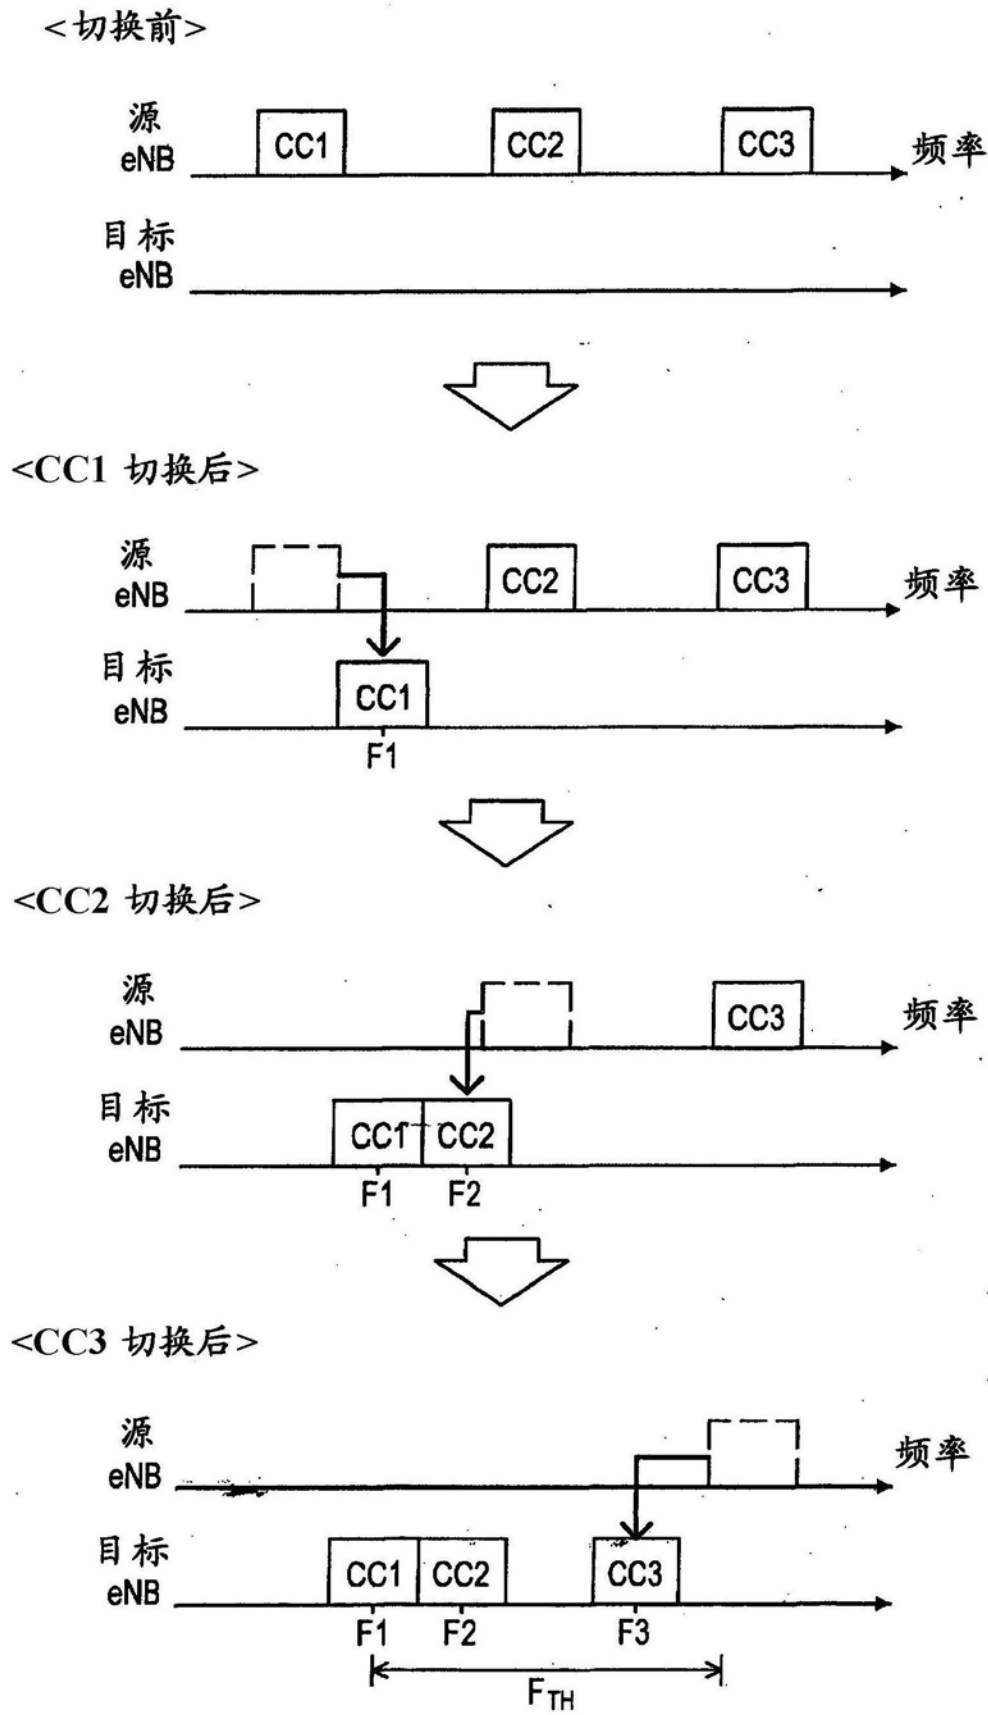 <切换前>
源
eNB
CC1
CC2
CC3
频率
目标
eNB
<CC1 切换后>
源
eNB
CC2
CC3
频率
目标
eNB
CC1
F1
<CC2 切换后>
源
eNB
CC3
频率
目标
eNB
CC1
CC2
F1
F2
<CC3 切换后>
源
eNB
频率
目标
eNB
CC1
CC2
CC3
F1
F2
F3
FTH